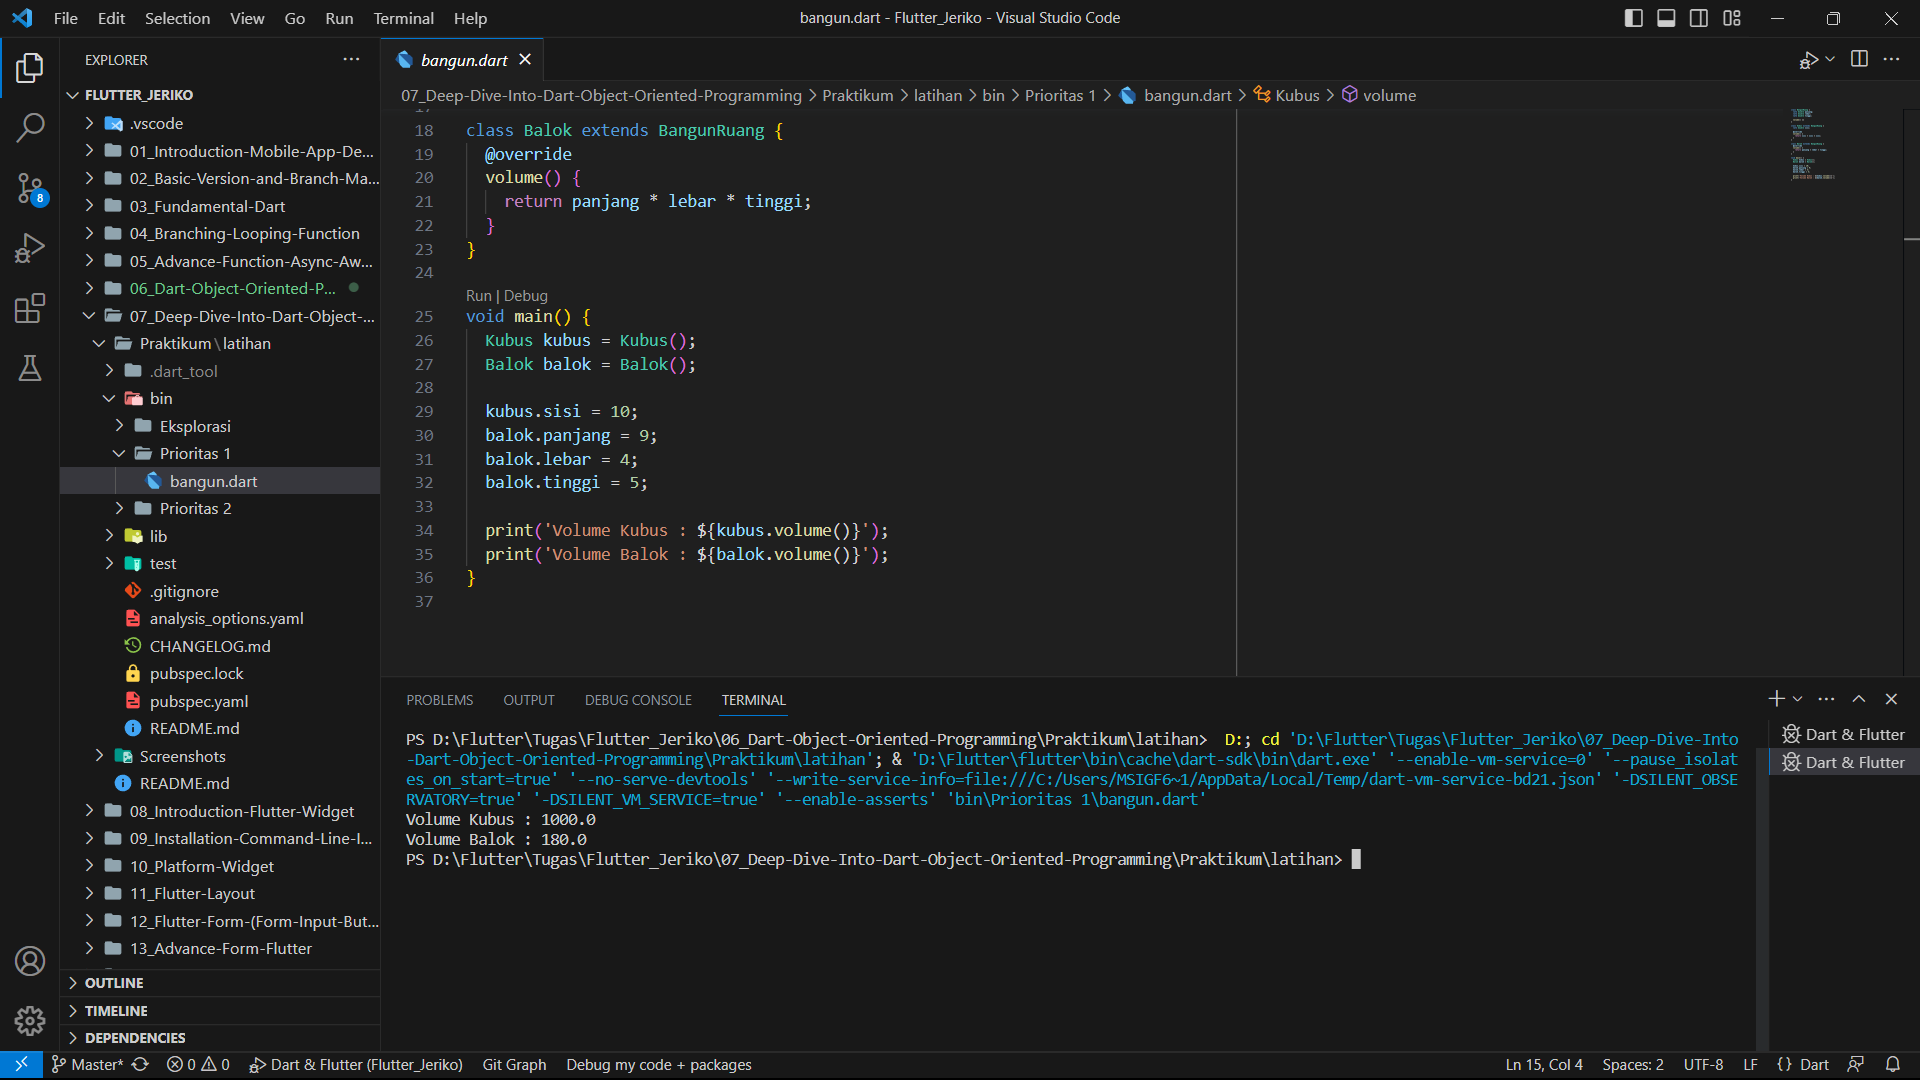 File Edit Selection View Go Run Terminal Help
bangun.dart - Flutter_Jeriko - Visual Studio Code
EXPLORER
FLUTTER_JERIKO
.vscode
01_Introduction-Mobile-App-De...
02_Basic-Version-and-Branch-Ma...
03_Fundamental-Dart
04_Branching-Looping-Function
05_Advance-Function-Async-Aw...
06_Dart-Object-Oriented-P...
07_Deep-Dive-Into-Dart-Object-...
Praktikum \ latihan
.dart_tool
bin
Eksplorasi
Prioritas 1
bangun.dart
Prioritas 2
lib
test
.gitignore
analysis_options.yaml
CHANGELOG.md
pubspec.lock
pubspec.yaml
README.md
Screenshots
README.md
08_Introduction-Flutter-Widget
09_Installation-Command-Line-I...
10_Platform-Widget
11_Flutter-Layout
12_Flutter-Form-(Form-Input-But...
13_Advance-Form-Flutter
OUTLINE
TIMELINE
DEPENDENCIES
8
bangun.dart
07_Deep-Dive-Into-Dart-Object-Oriented-Programming > Praktikum > latihan > bin > Prioritas 1 > bangun.dart > Kubus > volume
18 class Balok extends BangunRuang {
19 @override
20 volume() {
21 return panjang * lebar * tinggi;
22 }
23 }
24
Run | Debug
25 void main() {
26 Kubus kubus = Kubus();
27 Balok balok = Balok();
28
29 kubus.sisi = 10;
30 balok.panjang = 9;
31 balok.lebar = 4;
32 balok.tinggi = 5;
33
34 print('Volume Kubus : ${kubus.volume()}');
35 print('Volume Balok : ${balok.volume()}');
36 }
37
PROBLEMS OUTPUT DEBUG CONSOLE TERMINAL
PS D:\Flutter\Tugas\Flutter_Jeriko\06_Dart-Object-Oriented-Programming\Praktikum\latihan> D:; cd 'D:\Flutter\Tugas\Flutter_Jeriko\07_Deep-Dive-Into
-Dart-Object-Oriented-Programming\Praktikum\latihan'; & 'D:\Flutter\flutter\bin\cache\dart-sdk\bin\dart.exe' '--enable-vm-service=0' '--pause_isolat
es_on_start=true' '--no-serve-devtools' '--write-service-info=file:///C:/Users/MSIGF6~1/AppData/Local/Temp/dart-vm-service-bd21.json' '-DSILENT_OBSE
RVATORY=true' '-DSILENT_VM_SERVICE=true' '--enable-asserts' 'bin\Prioritas 1\bangun.dart'
Volume Kubus : 1000.0
Volume Balok : 180.0
PS D:\Flutter\Tugas\Flutter_Jeriko\07_Deep-Dive-Into-Dart-Object-Oriented-Programming\Praktikum\latihan>
Dart & Flutter
Dart & Flutter
Master* 0 0 Dart & Flutter (Flutter_Jeriko) Git Graph Debug my code + packages Ln 15, Col 4 Spaces: 2 UTF-8 LF {} Dart